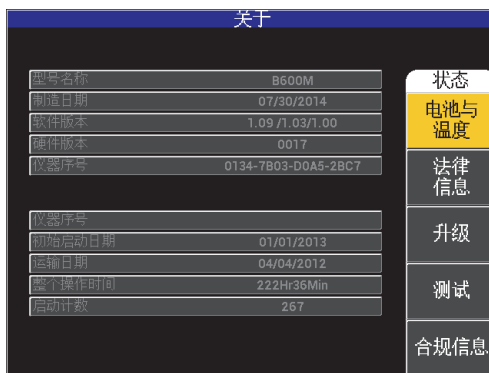 关于
型号名称 B600M
制造日期 07/30/2014
软件版本 1.09 /1.03/1.00
硬件版本 0017
仪器序号 0134-7B03-D0A5-2BC7
仪器序号
初始启动日期 01/01/2013
运输日期 04/04/2012
整个操作时间 222Hr36Min
启动计数 267
状态
电池与
温度
法律
信息
升级
测试
合规信息